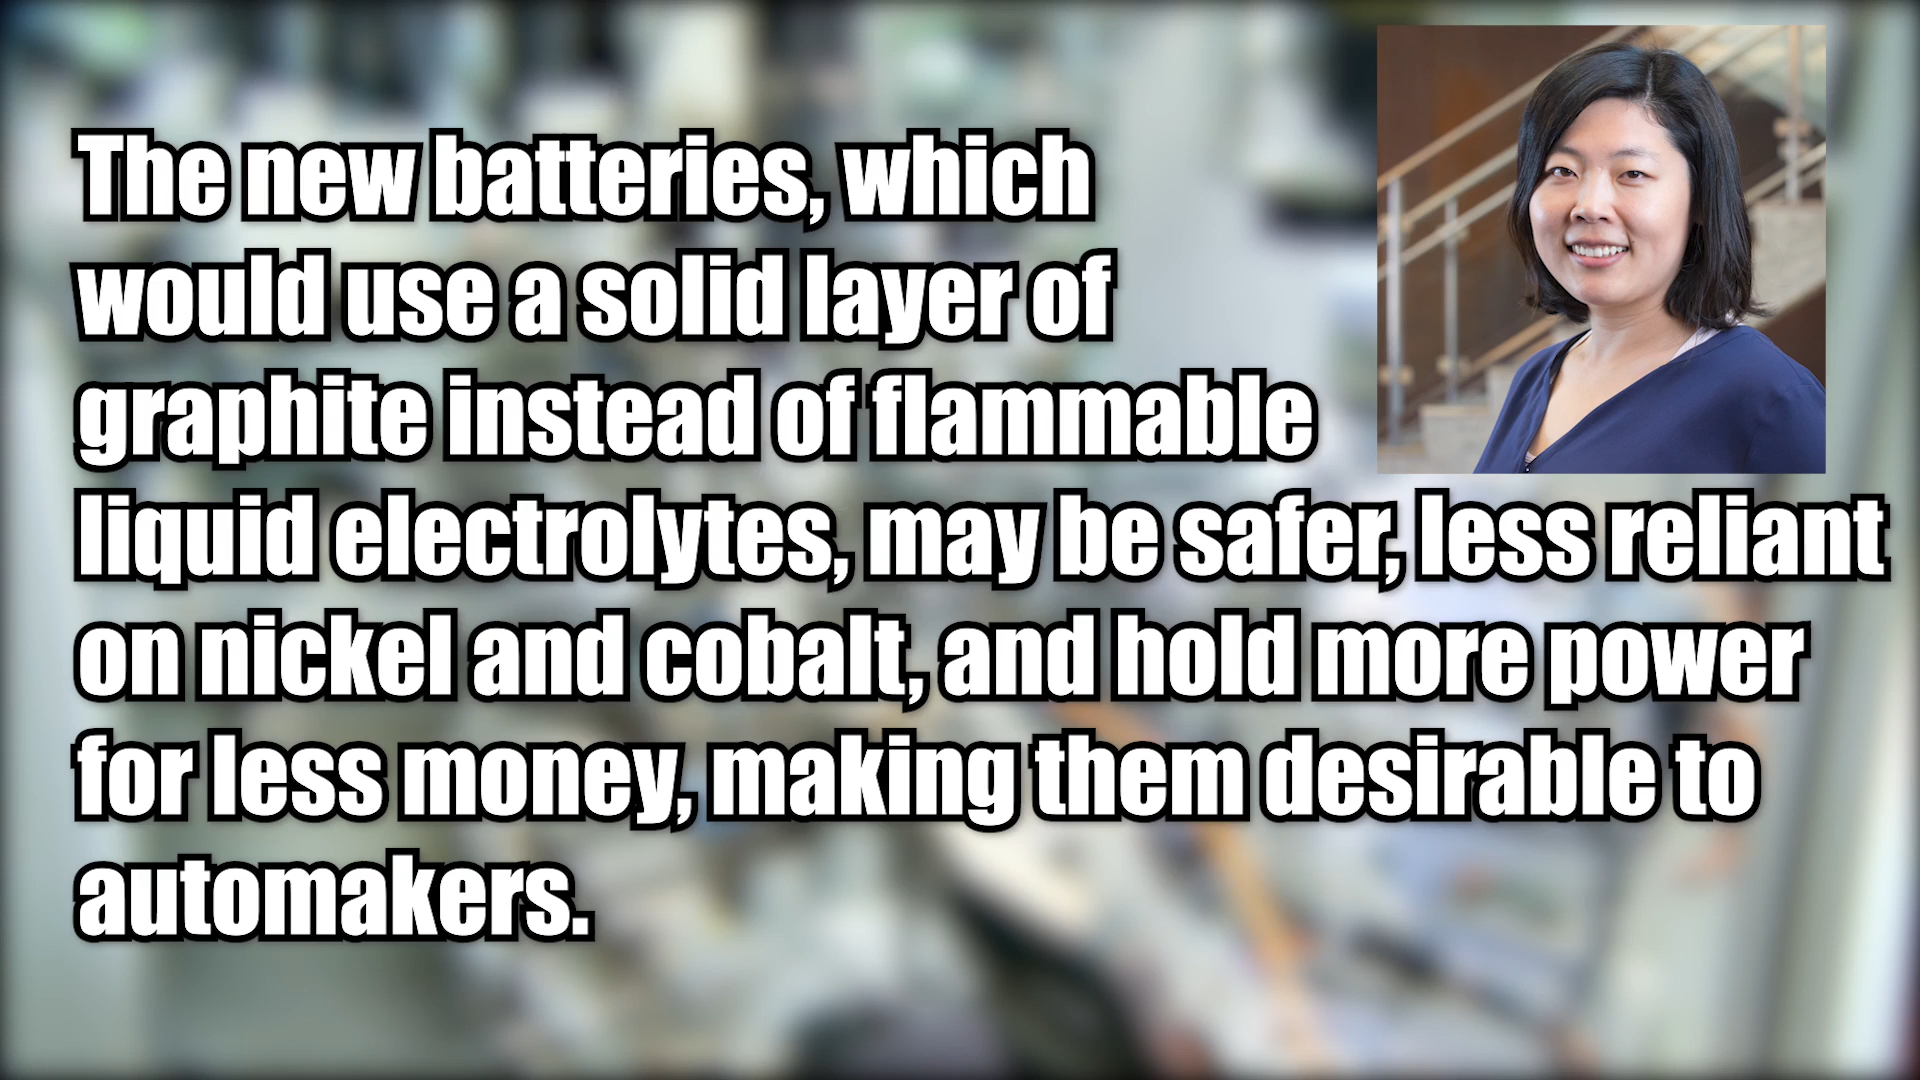 The new batteries, which
would use a solid layer of
graphite instead of flammable
liquid electrolytes, may be safer, less reliant
on nickel and cobalt, and hold more power
for less money, making them desirable to
automakers.